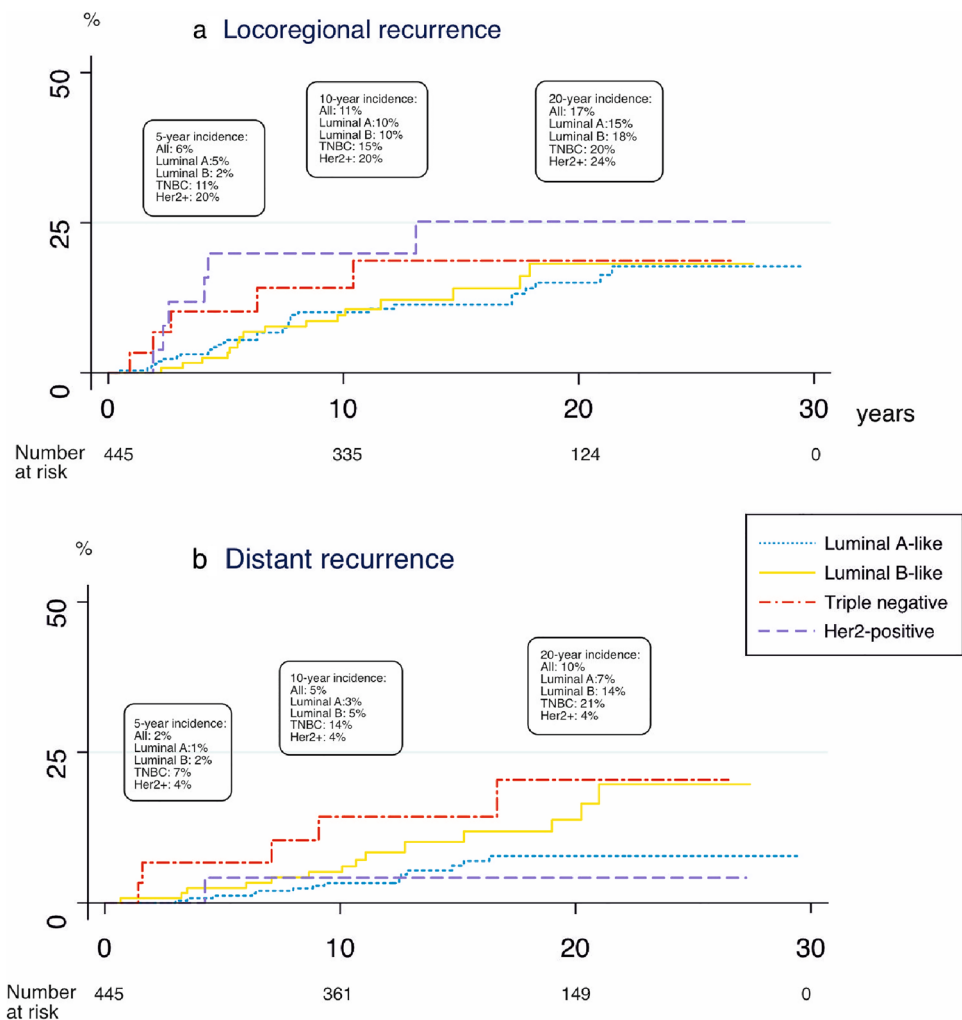 %
a Locoregional recurrence
50
25
0
5-year incidence:
All: 6%
Luminal A:5%
Luminal B: 2%
TNBC: 11%
Her2+: 20%
10-year incidence:
All: 11%
Luminal A:10%
Luminal B: 10%
TNBC: 15%
Her2+: 20%
20-year incidence:
All: 17%
Luminal A:15%
Luminal B: 18%
TNBC: 20%
Her2+: 24%
0 10 20 30 years
Number
at risk
445 335 124 0
%
b Distant recurrence
50
25
0
5-year incidence:
All: 2%
Luminal A:1%
Luminal B: 2%
TNBC: 7%
Her2+: 4%
10-year incidence:
All: 5%
Luminal A:3%
Luminal B: 5%
TNBC: 14%
Her2+: 4%
20-year incidence:
All: 10%
Luminal A:7%
Luminal B: 14%
TNBC: 21%
Her2+: 4%
Luminal A-like
Luminal B-like
Triple negative
Her2-positive
0 10 20 30
Number
at risk
445 361 149 0